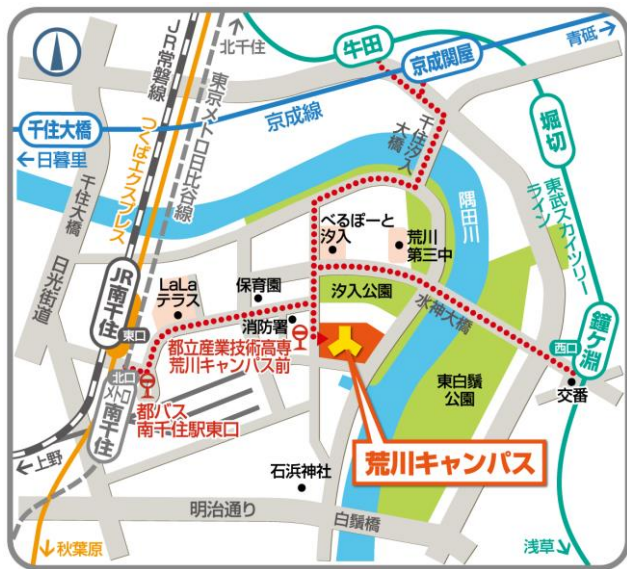 北千住
牛田
青砥
京成関屋
JR常磐線
東京メトロ日比谷線
つくばエクスプレス
千住大橋
←日暮里
京成線
千住汐入
大橋
堀切
東武スカイツリー
ライン
隅田川
千住大橋
日光街道
べるぽーと
汐入
荒川
第三中
JR南千住
東口
LaLa
テラス
保育園
汐入公園
水神大橋
鐘ヶ淵
西口
消防署
都立産業技術高専
荒川キャンパス前
北口
メトロ
南千住
都バス
南千住駅東口
東白鬚
公園
交番
←上野
荒川キャンパス
石浜神社
明治通り
白鬚橋
秋葉原
浅草